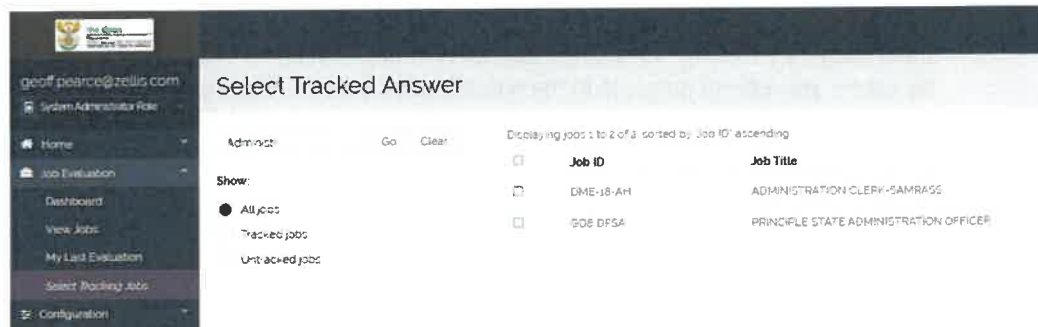 geoff.pearce@zellis.com
System Administrator Role
Home
Job Evaluation
Dashboard
View Jobs
My Last Evaluation
Select Tracking Jobs
Configuration
Select Tracked Answer
Administ Go Clear
Show:
All jobs
Tracked jobs
Untracked jobs
Displaying jobs 1 to 2 of 2, sorted by 'Job ID' ascending
Job ID Job Title
DME-18-AH ADMINISTRATION CLERK-SAMRASS
GO8 DFSA PRINCIPLE STATE ADMINISTRATION OFFICER